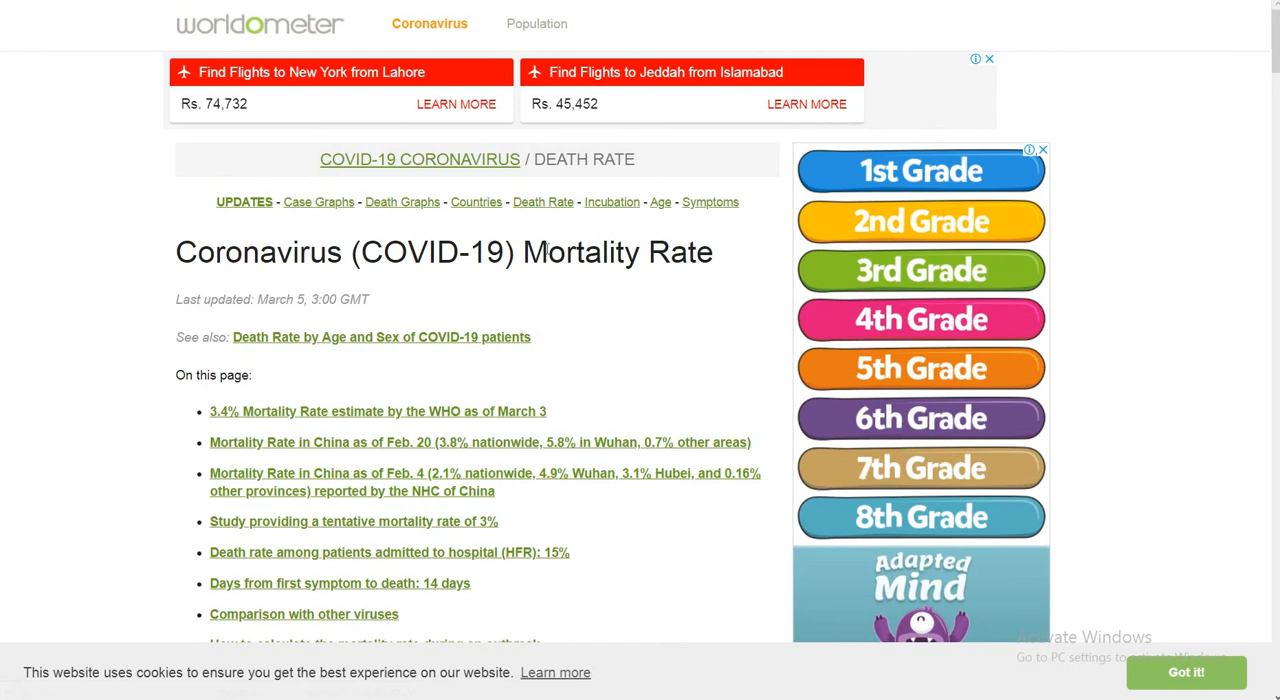 worldometer Coronavirus Population
Find Flights to New York from Lahore
Rs. 74,732 LEARN MORE
Find Flights to Jeddah from Islamabad
Rs. 45,452 LEARN MORE
COVID-19 CORONAVIRUS / DEATH RATE
UPDATES - Case Graphs - Death Graphs - Countries - Death Rate - Incubation - Age - Symptoms
Coronavirus (COVID-19) Mortality Rate
Last updated: March 5, 3:00 GMT
See also: Death Rate by Age and Sex of COVID-19 patients
On this page:
• 3.4% Mortality Rate estimate by the WHO as of March 3
• Mortality Rate in China as of Feb. 20 (3.8% nationwide, 5.8% in Wuhan, 0.7% other areas)
• Mortality Rate in China as of Feb. 4 (2.1% nationwide, 4.9% Wuhan, 3.1% Hubei, and 0.16%
other provinces) reported by the NHC of China
• Study providing a tentative mortality rate of 3%
• Death rate among patients admitted to hospital (HFR): 15%
• Days from first symptom to death: 14 days
• Comparison with other viruses
1st Grade
2nd Grade
3rd Grade
4th Grade
5th Grade
6th Grade
7th Grade
8th Grade
Adapted
Mind
Activate Windows
Go to PC settings to activate Windows.
This website uses cookies to ensure you get the best experience on our website. Learn more
Got it!